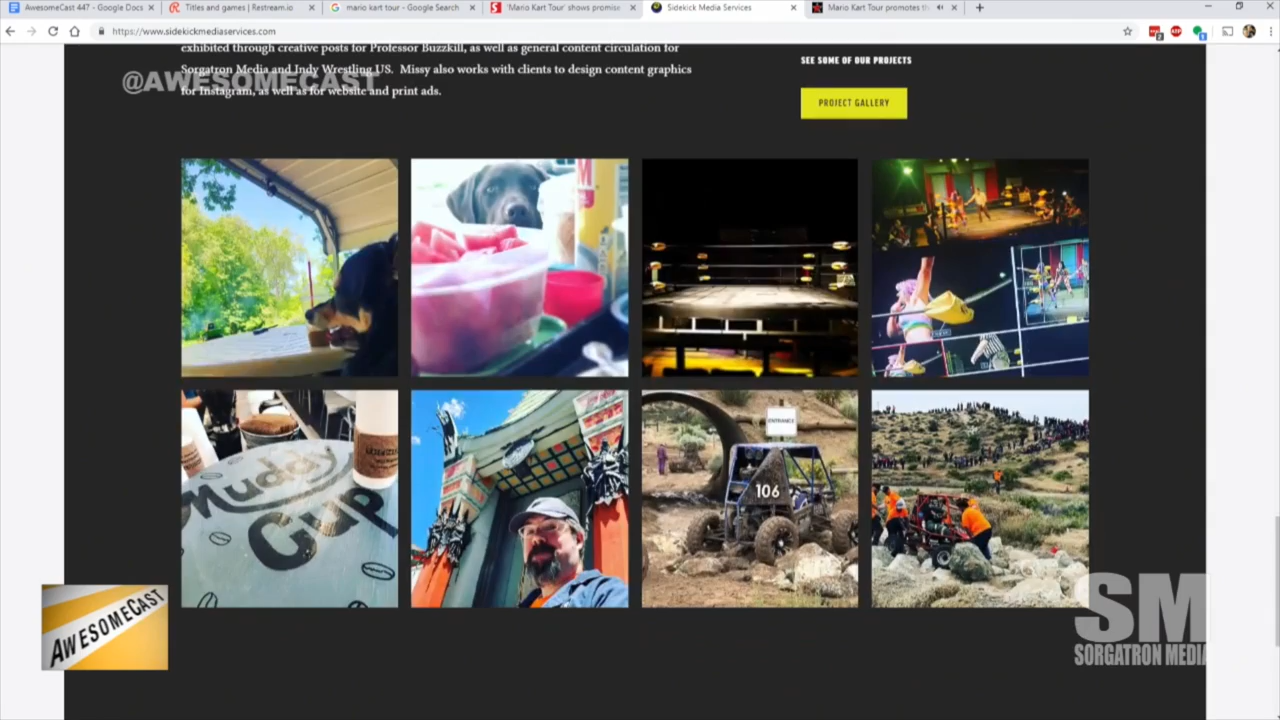 AwesomeCast 447 - Google Docs
Titles and games | Restream.io
mario kart tour - Google Search
'Mario Kart Tour' shows promise
Sidekick Media Services
Mario Kart Tour promotes th
https://www.sidekickmediaservices.com
exhibited through creative posts for Professor Buzzkill, as well as general content circulation for
Sorgatron Media and Indy Wrestling US. Missy also works with clients to design content graphics
for Instagram, as well as for website and print ads.
@AWESOMECAST
SEE SOME OF OUR PROJECTS
PROJECT GALLERY
Muddy
Cup
ENTRANCE
106
AWESOMECAST
SM
SORGATRON MEDIA